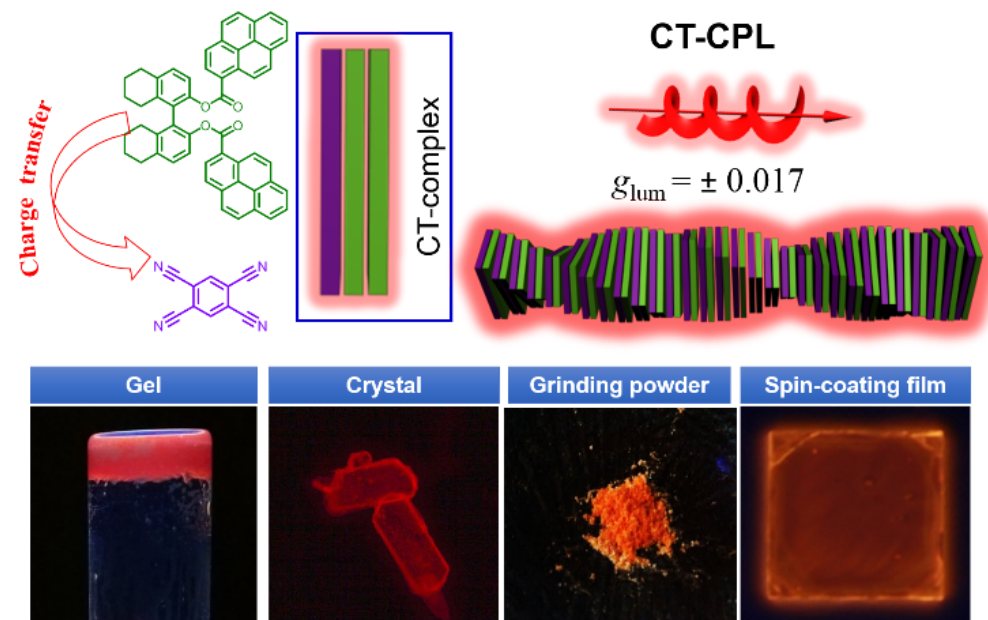 CT-CPL
Charge transfer
O
O
O
O
CT-complex
g_lum = ± 0.017
N
N
N
N
Gel
Crystal
Grinding powder
Spin-coating film